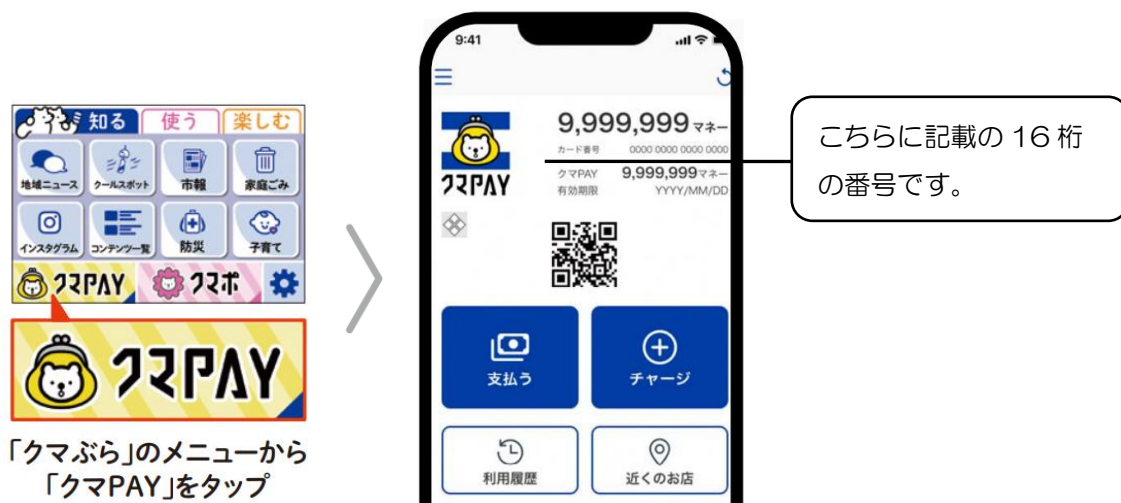 知る 使う 楽しむ
地域ニュース クールスポット 市報 家庭ごみ
インスタグラム コンテンツ一覧 防災 子育て
クマPAY クマポ
クマPAY
「クマぶら」のメニューから
「クマPAY」をタップ
9:41
9,999,999 マネー
カード番号 0000 0000 0000 0000
クマPAY 9,999,999マネー
有効期限 YYYY/MM/DD
クマPAY
支払う チャージ
利用履歴 近くのお店
こちらに記載の 16 桁
の番号です。